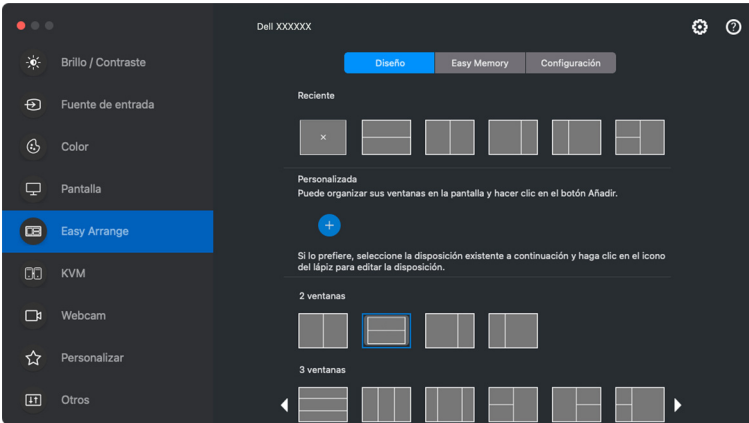 Dell XXXXXX
Brillo / Contraste
Fuente de entrada
Color
Pantalla
Easy Arrange
KVM
Webcam
Personalizar
Otros
Diseño
Easy Memory
Configuración
Reciente
Personalizada
Puede organizar sus ventanas en la pantalla y hacer clic en el botón Añadir.
Si lo prefiere, seleccione la disposición existente a continuación y haga clic en el icono
del lápiz para editar la disposición.
2 ventanas
3 ventanas